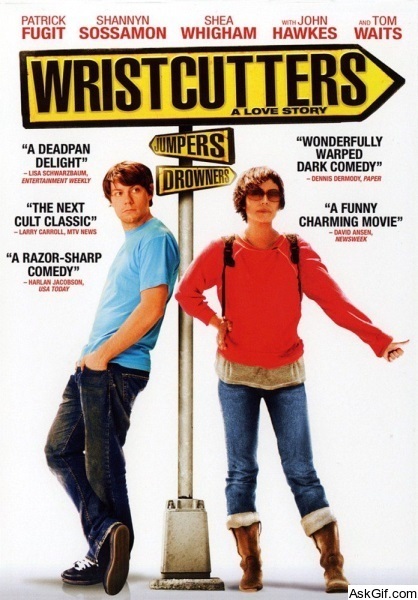 PATRICK SHANNYN SHEA WITH JOHN AND TOM
FUGIT SOSSAMON WHIGHAM HAWKES WAITS
WRISTCUTTERS
A LOVE STORY
JUMPERS
DROWNERS
"A DEADPAN
DELIGHT"
– LISA SCHWARZBAUM,
ENTERTAINMENT WEEKLY
"THE NEXT
CULT CLASSIC"
– LARRY CARROLL, MTV NEWS
"A RAZOR-SHARP
COMEDY"
– HARLAN JACOBSON,
USA TODAY
"WONDERFULLY
WARPED
DARK COMEDY"
– DENNIS DERMODY, PAPER
"A FUNNY
CHARMING MOVIE"
– DAVID ANSEN,
NEWSWEEK
AskGif.com